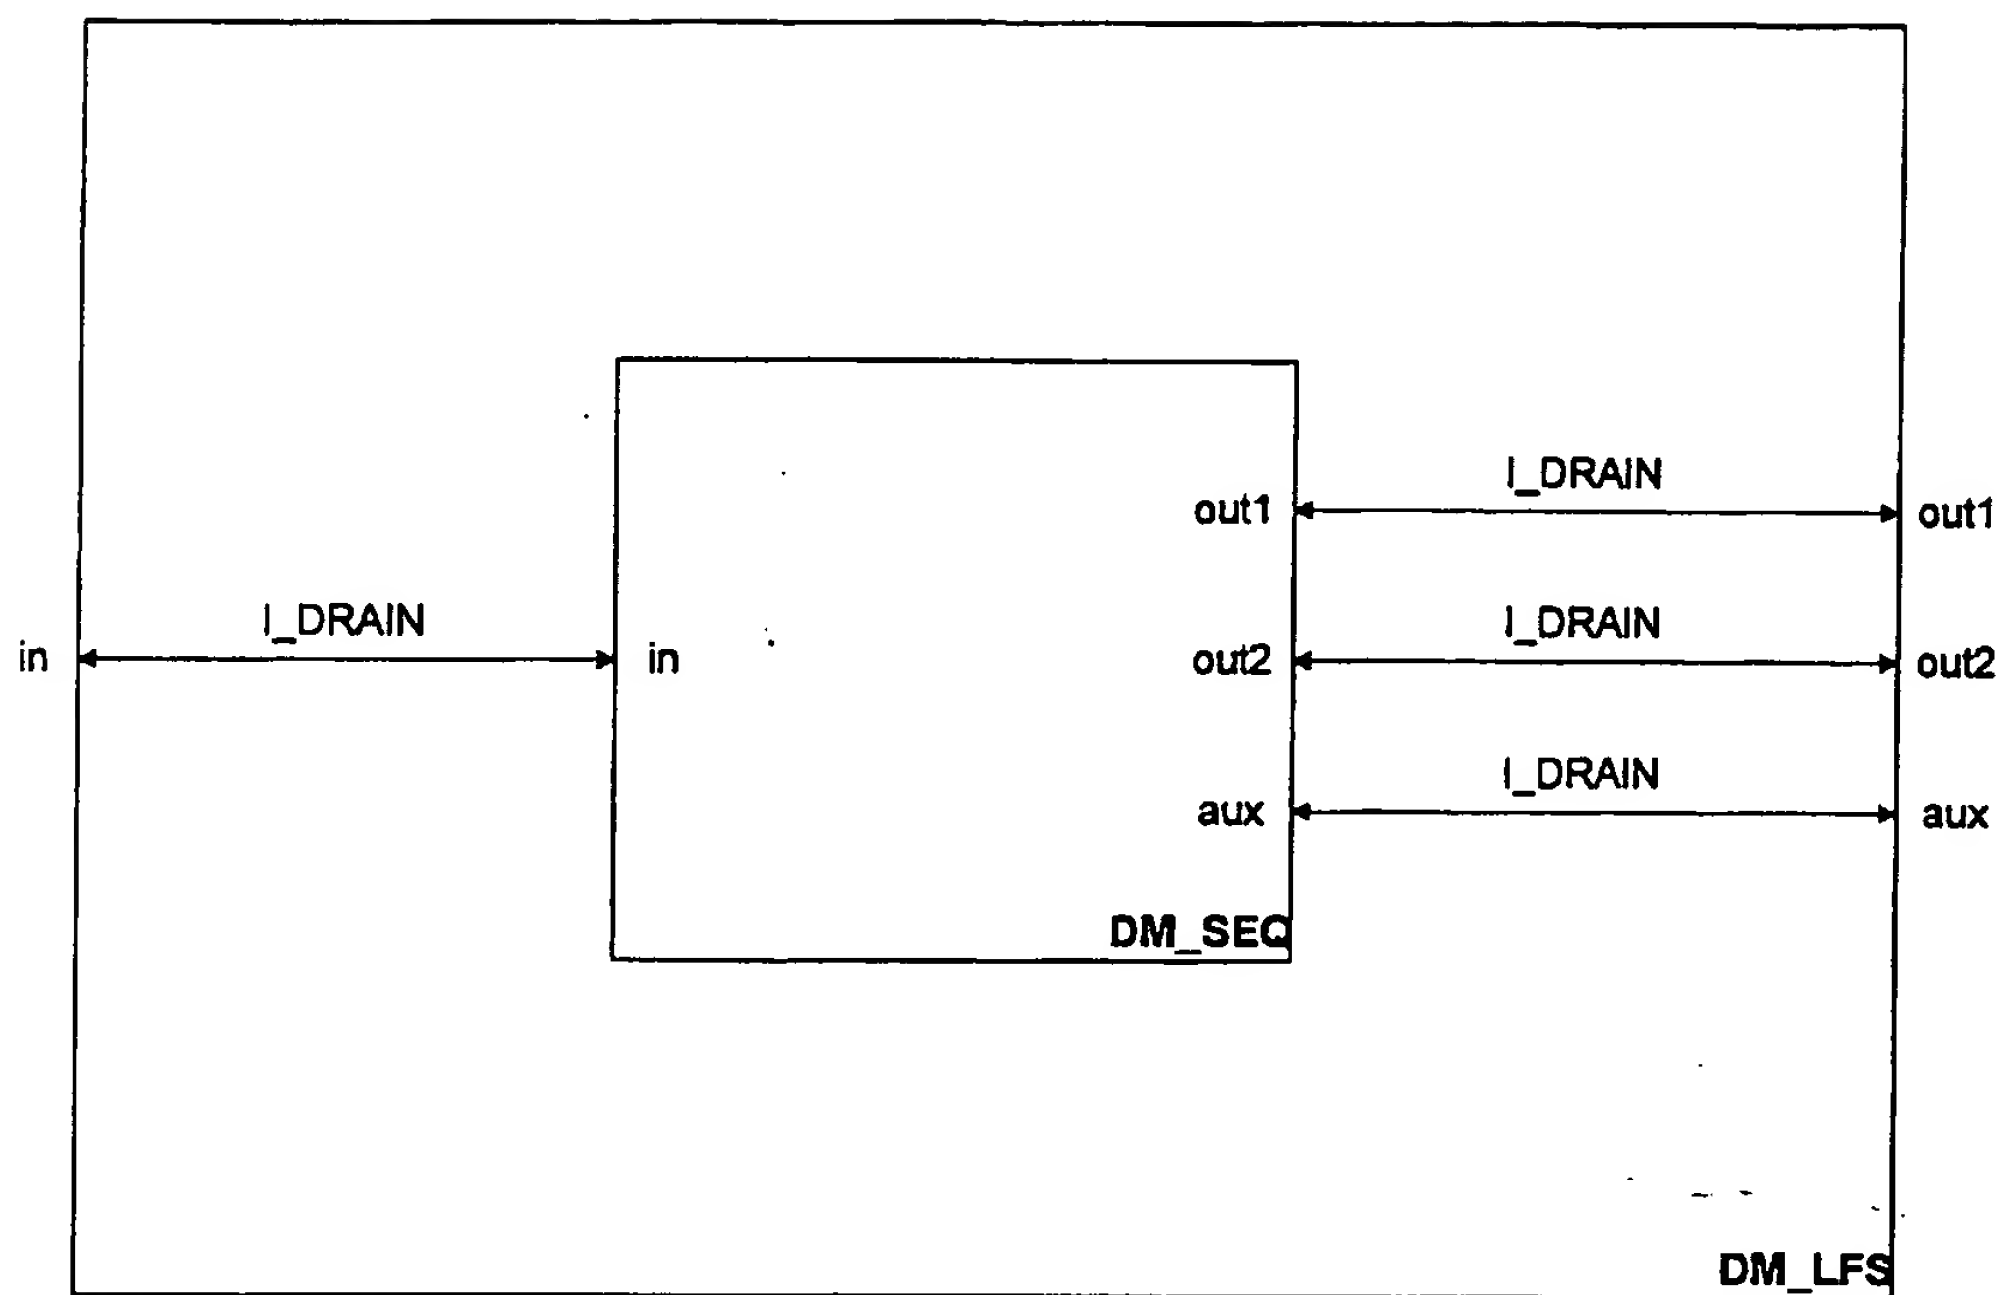 I_DRAIN
out1
out1
I_DRAIN
I_DRAIN
in
in
out2
out2
I_DRAIN
aux
aux
DM_SEQ
DM_LFS